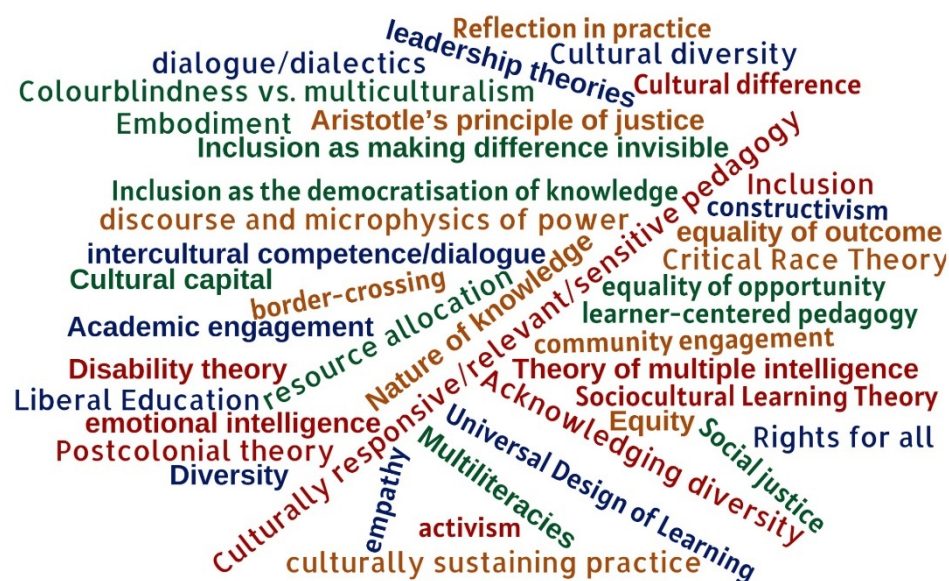 Reflection in practice
leadership theories
Cultural diversity
dialogue/dialectics
Cultural difference
Colourblindness vs. multiculturalism
Embodiment
Aristotle's principle of justice
Inclusion as making difference invisible
Culturally responsive/relevant/sensitive pedagogy
Inclusion as the democratisation of knowledge
Inclusion
constructivism
discourse and microphysics of power
equality of outcome
intercultural competence/dialogue
Nature of knowledge
Critical Race Theory
Cultural capital
border-crossing
resource allocation
equality of opportunity
learner-centered pedagogy
Academic engagement
community engagement
Disability theory
Theory of multiple intelligence
Acknowledging diversity
Liberal Education
Sociocultural Learning Theory
emotional intelligence
Equity
Social justice
Rights for all
Universal Design of Learning
Postcolonial theory
Multiliteracies
Diversity
empathy
activism
culturally sustaining practice